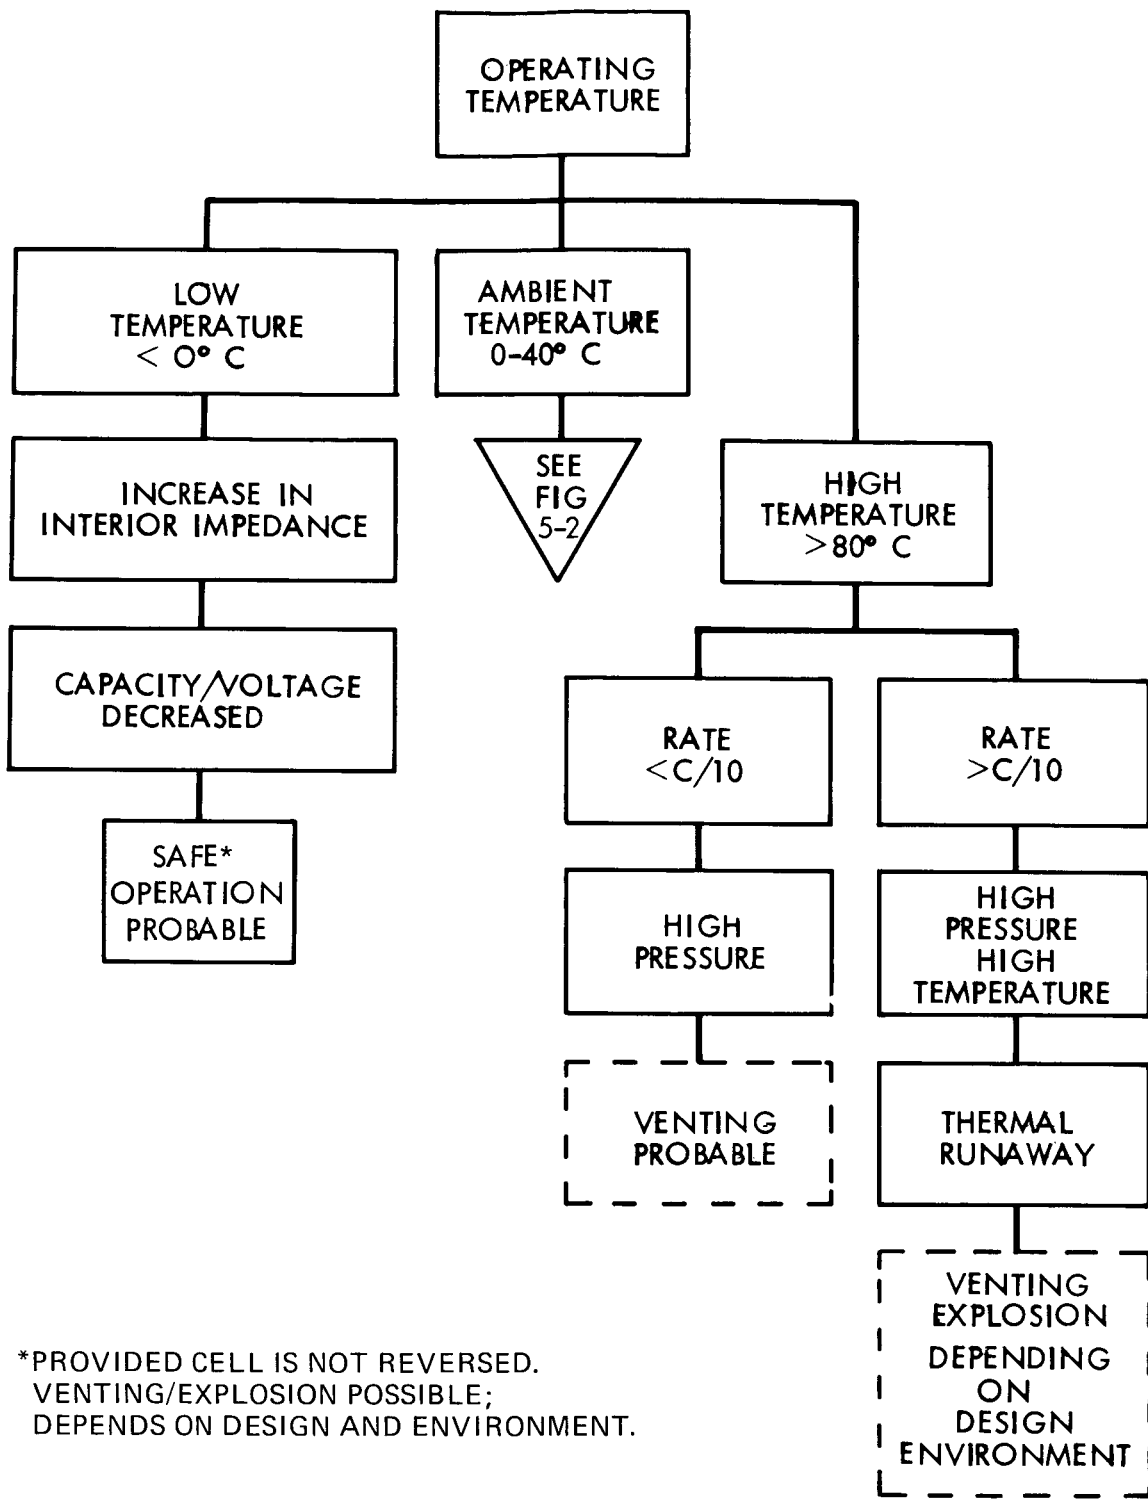 OPERATING
TEMPERATURE
LOW
TEMPERATURE
< 0° C
AMBIENT
TEMPERATURE
0-40° C
INCREASE IN
INTERIOR IMPEDANCE
SEE
FIG
5-2
HIGH
TEMPERATURE
>80° C
CAPACITY/VOLTAGE
DECREASED
SAFE*
OPERATION
PROBABLE
RATE
<C/10
RATE
>C/10
HIGH
PRESSURE
HIGH
PRESSURE
HIGH
TEMPERATURE
VENTING
PROBABLE
THERMAL
RUNAWAY
VENTING
EXPLOSION
DEPENDING
ON
DESIGN
ENVIRONMENT
*PROVIDED CELL IS NOT REVERSED.
VENTING/EXPLOSION POSSIBLE;
DEPENDS ON DESIGN AND ENVIRONMENT.